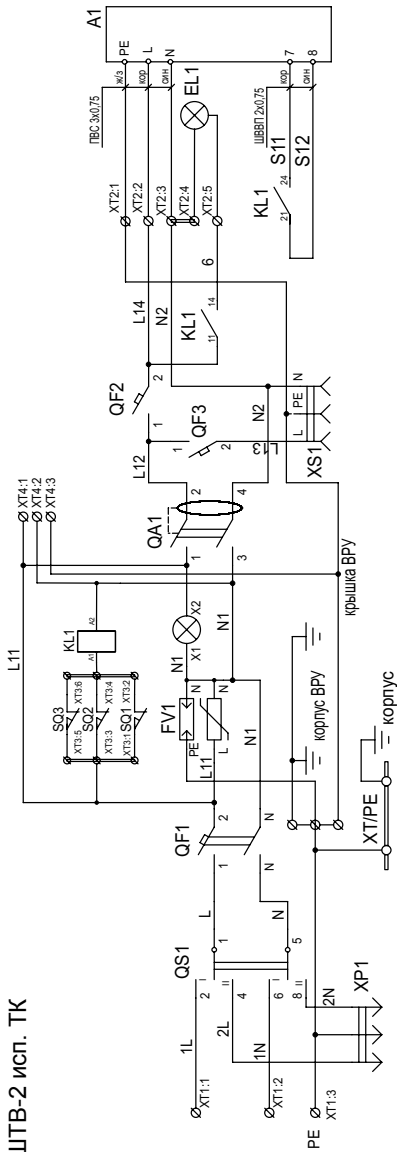 ШТВ-2 исп. ТК
XT1:1
XT1:2
XT1:3
PE
1L
2L
1N
2N
QS1
I
II
I
II
2
4
6
8
1
5
XP1
L
N
QF1
1
2
N
N
XT/PE
корпус
корпус ВРУ
крышка ВРУ
L11
L11
SQ3
SQ2
SQ1
XT3:5
XT3:3
XT3:1
XT3:6
XT3:4
XT3:2
KL1
A1
A2
XT4:1
XT4:2
XT4:3
FV1
PE
N
L
N
N1
N1
N1
X1
X2
QA1
1
2
3
4
L12
QF2
1
2
QF3
1
2
L13
N2
XS1
L
PE
N
L14
N2
KL1
11
14
6
XT2:1
XT2:2
XT2:3
XT2:4
XT2:5
EL1
ПВС 3х0,75
ж/з
кор
син
PE
L
N
A1
KL1
21
24
S11
S12
ШВВП 2х0,75
кор
син
7
8